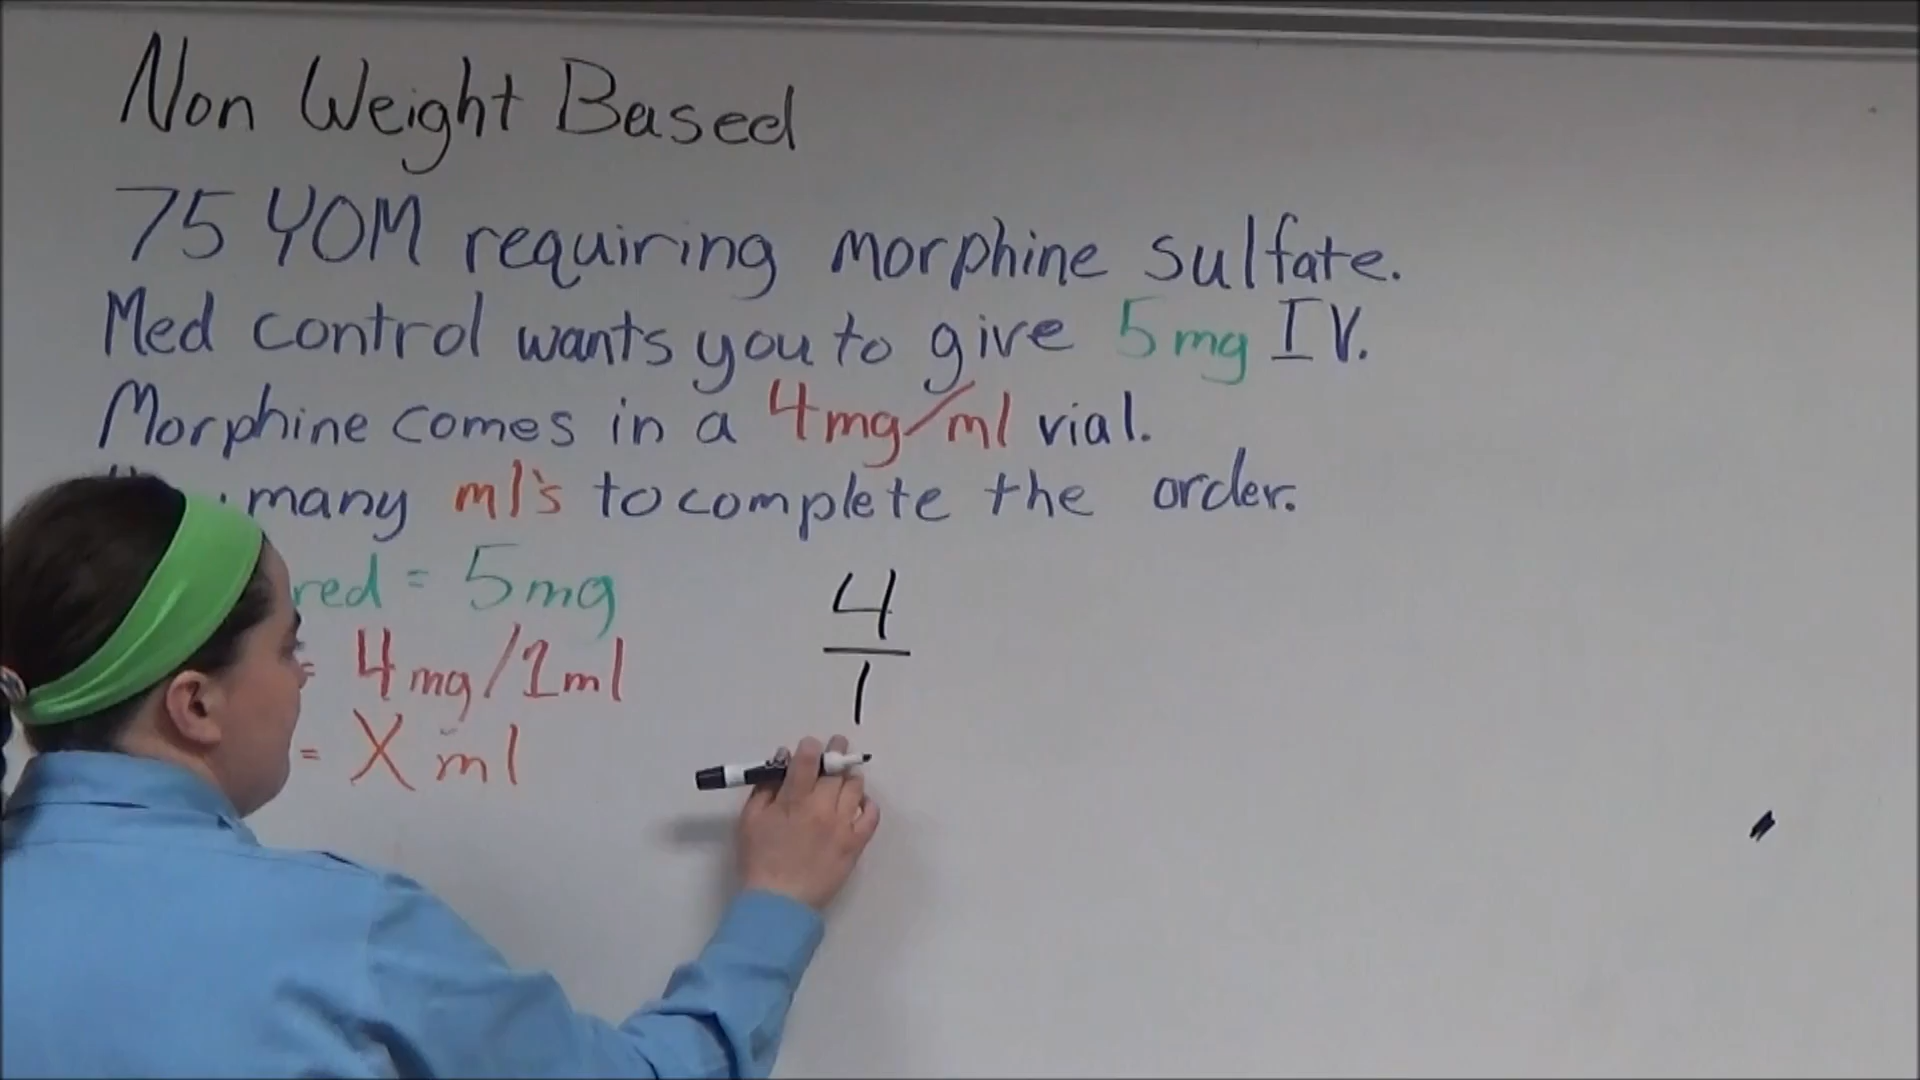 Non Weight Based
75 YOM requiring morphine sulfate.
Med control wants you to give 5mg IV.
Morphine comes in a 4mg/ml vial.
many ml's to complete the order.
red = 5mg
= 4mg/1ml
= X ml
4
1